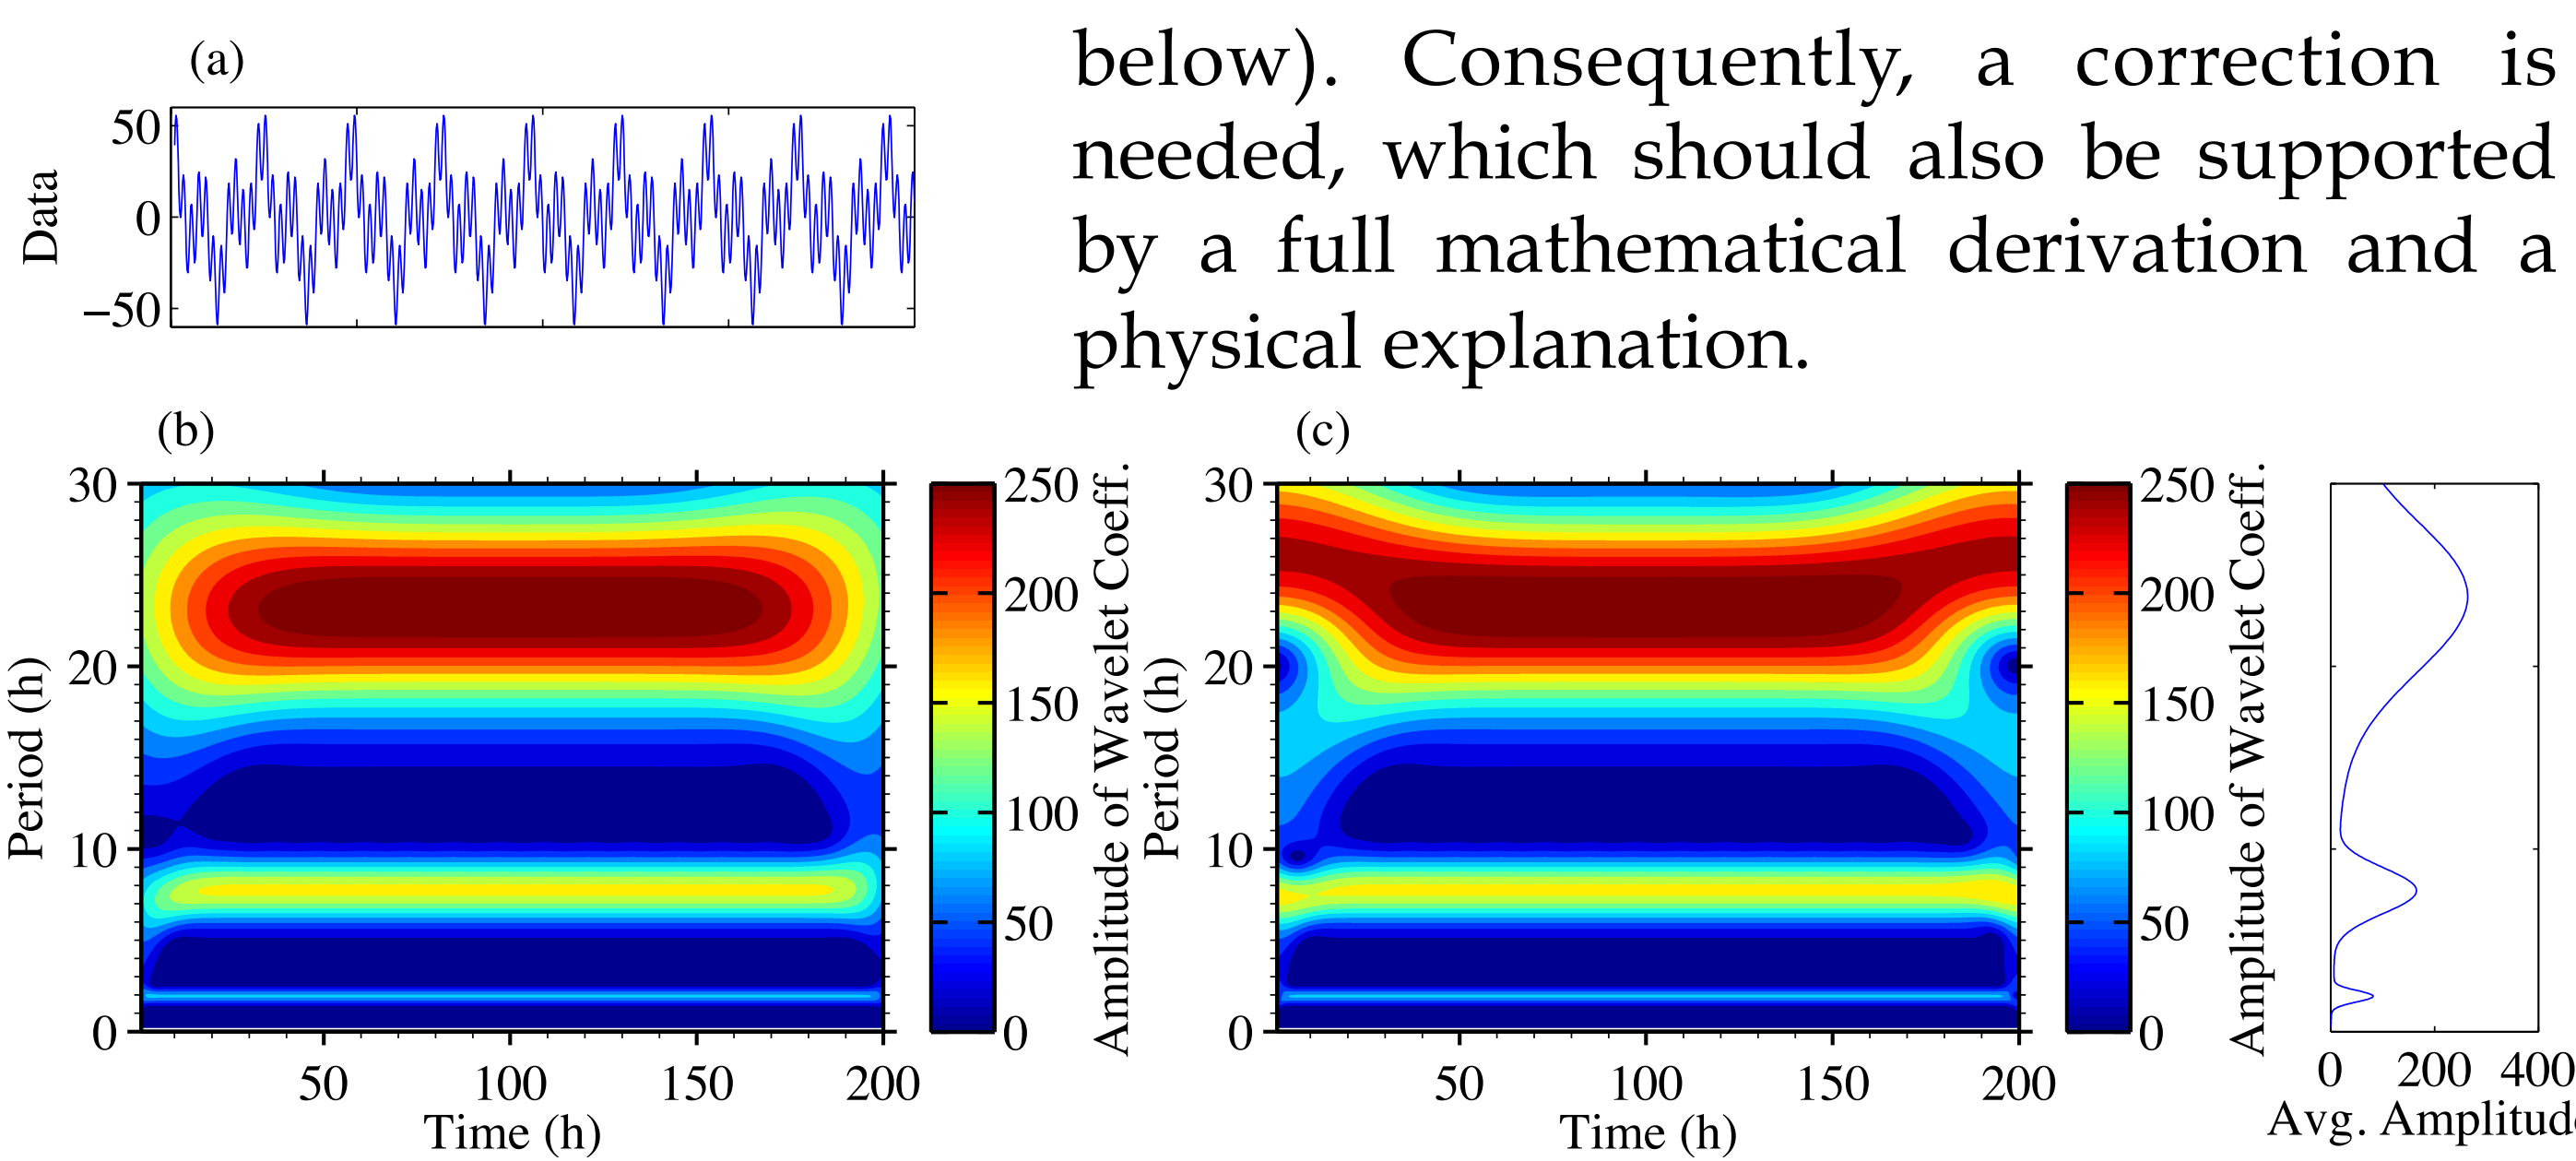 (a)
50
0
−50
Data
below). Consequently, a correction is
needed, which should also be supported
by a full mathematical derivation and a
physical explanation.
(b)
30
20
10
0
Period (h)
50 100 150 200
Time (h)
250
200
150
100
50
0
Amplitude of Wavelet Coeff.
(c)
30
20
10
0
Period (h)
50 100 150 200
Time (h)
250
200
150
100
50
0
Amplitude of Wavelet Coeff.
0 200 400
Avg. Amplitude